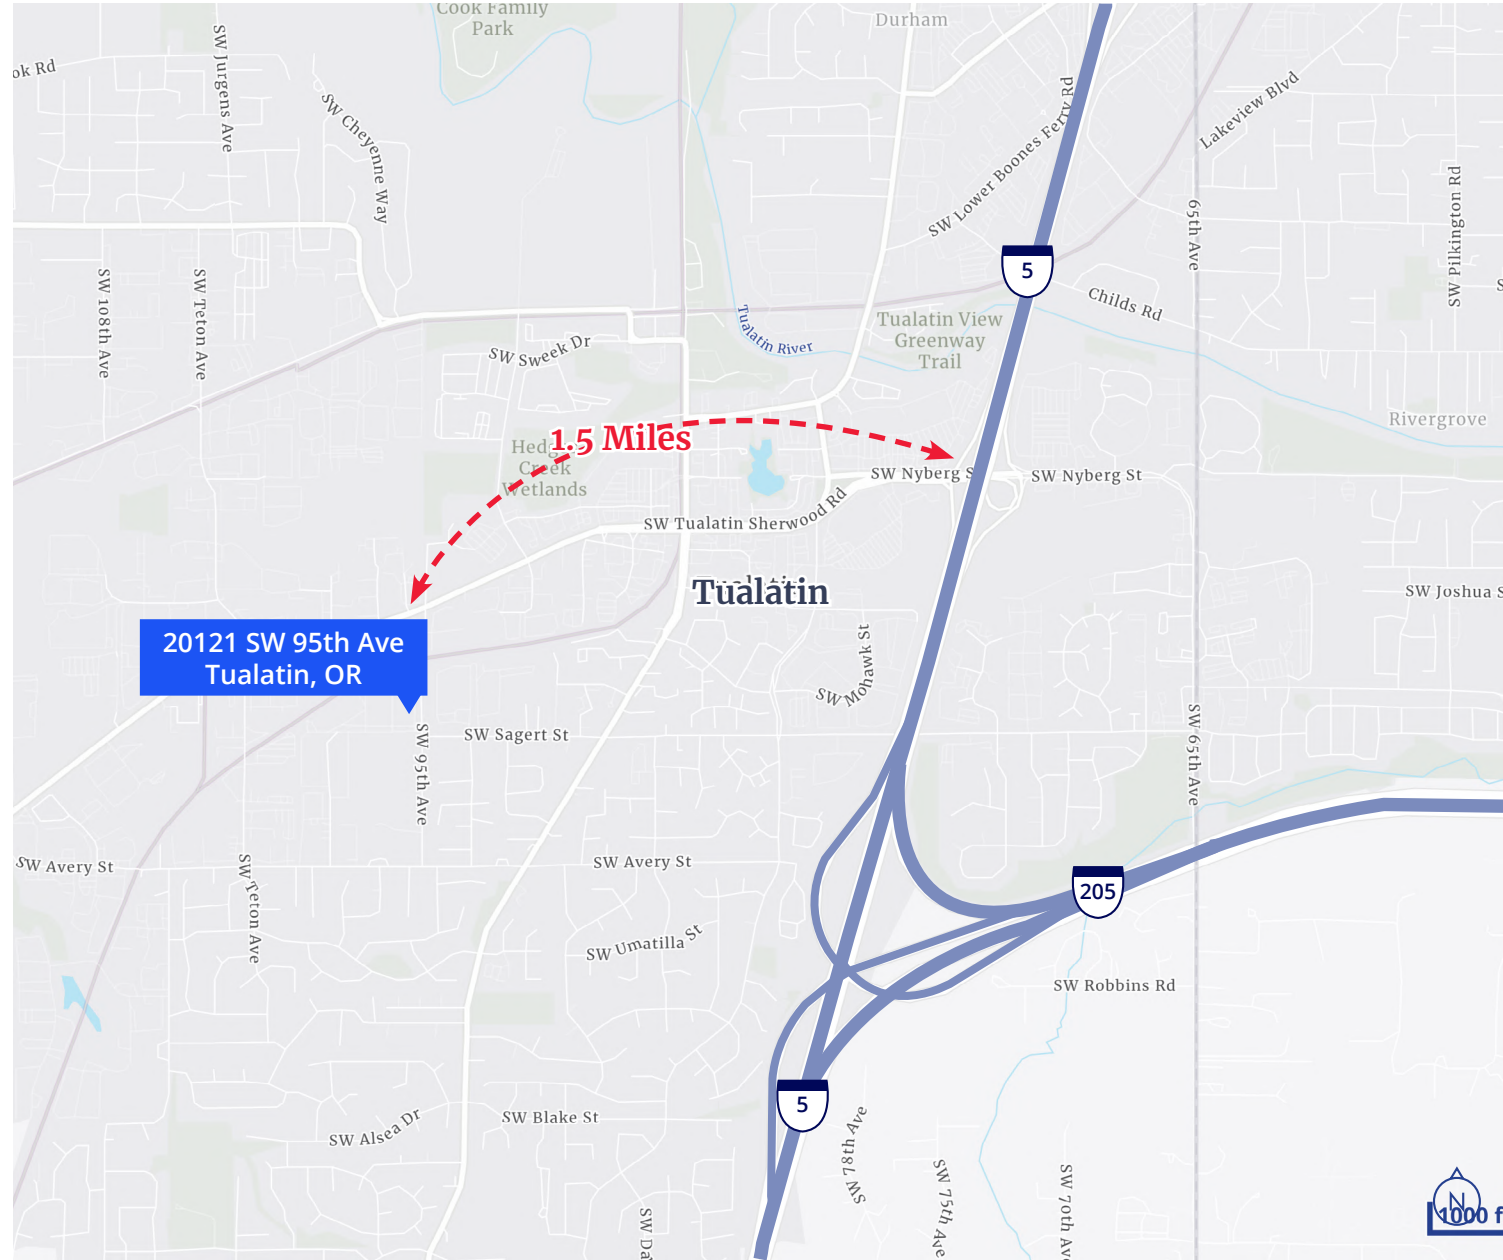 Cook Family
Park
Durham
ok Rd
SW Jurgens Ave
SW Cheyenne Way
SW Lower Boones Ferry Rd
Lakeview Blvd
65th Ave
SW Pilkington Rd
SW 108th Ave
SW Teton Ave
5
Childs Rd
Tualatin River
Tualatin View
Greenway
Trail
SW Sweek Dr
Rivergrove
1.5 Miles
Creek
Wetlands
SW Nyberg S
SW Nyberg St
SW Tualatin Sherwood Rd
Tualatin
SW Joshua S
20121 SW 95th Ave
Tualatin, OR
SW Mohawk St
SW Sagert St
SW 95th Ave
SW 65th Ave
SW Avery St
SW Avery St
SW Teton Ave
205
SW Umatilla St
SW Robbins Rd
5
SW Blake St
SW Alsea Dr
SW 78th Ave
SW 75th Ave
SW 70th Av
SW Da
N
1000 f